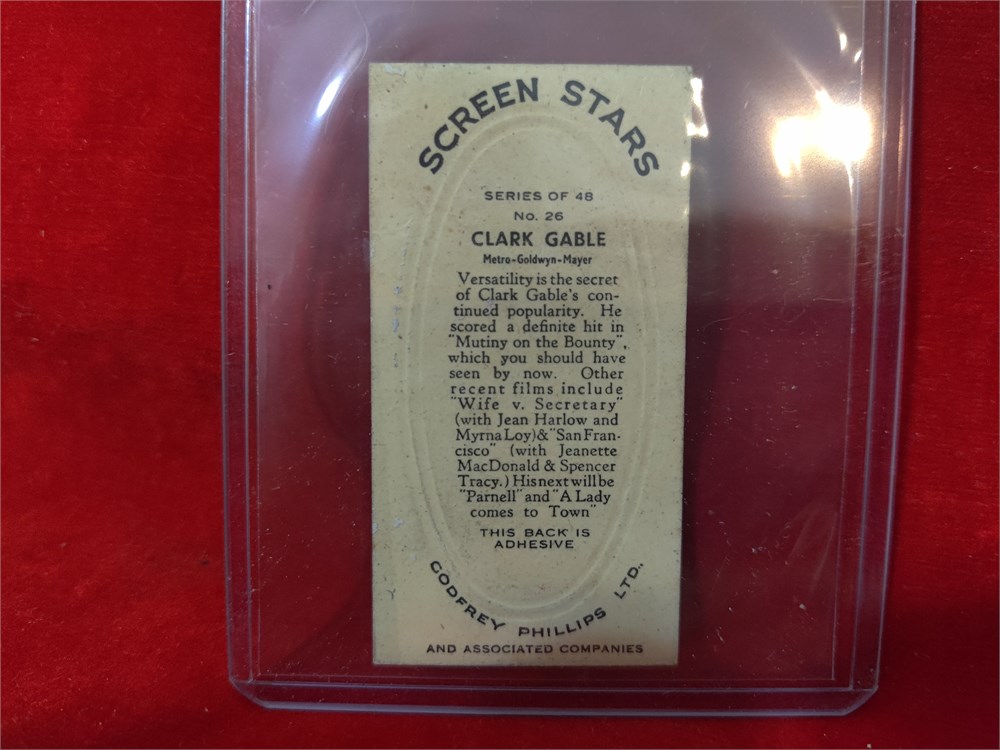 SCREEN STARS
SERIES OF 48
No. 26
CLARK GABLE
Metro-Goldwyn-Mayer
Versatility is the secret
of Clark Gable's con-
tinued popularity. He
scored a definite hit in
"Mutiny on the Bounty",
which you should have
seen by now. Other
recent films include
"Wife v. Secretary"
(with Jean Harlow and
Myrna Loy) & "San Fran-
cisco" (with Jeanette
MacDonald & Spencer
Tracy.) His next will be
"Parnell" and "A Lady
comes to Town"
THIS BACK IS
ADHESIVE
GODFREY PHILLIPS LTD.,
AND ASSOCIATED COMPANIES